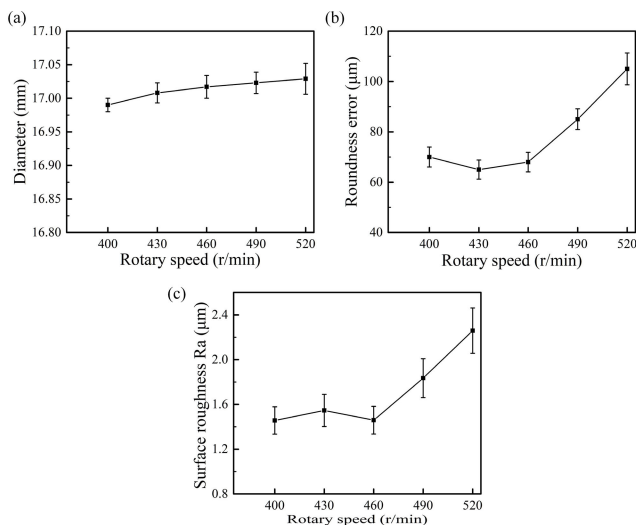 (a)
17.10
17.05
17.00
16.95
16.90
16.85
16.80
Diameter (mm)
400 430 460 490 520
Rotary speed (r/min)
(b)
120
100
80
60
40
Roundness error (μm)
400 430 460 490 520
Rotary speed (r/min)
(c)
2.4
2.0
1.6
1.2
0.8
Surface roughness Ra (μm)
400 430 460 490 520
Rotary speed (r/min)